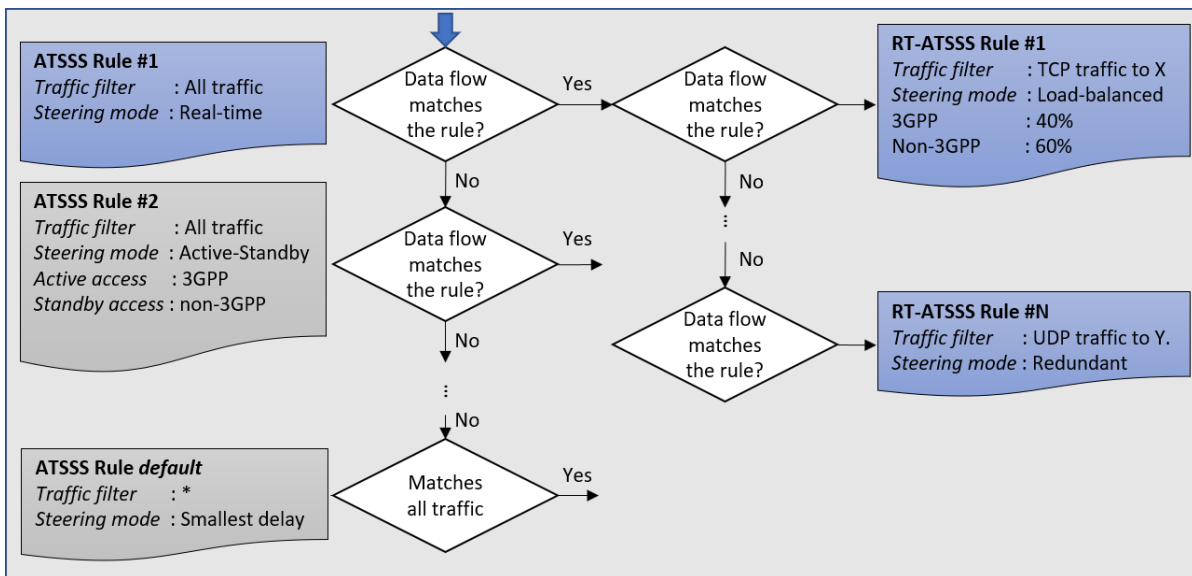 ATSSS Rule #1
Traffic filter : All traffic
Steering mode : Real-time
Data flow
matches
the rule?
Yes
Data flow
matches
the rule?
RT-ATSSS Rule #1
Traffic filter : TCP traffic to X
Steering mode : Load-balanced
3GPP : 40%
Non-3GPP : 60%
No
No
ATSSS Rule #2
Traffic filter : All traffic
Steering mode : Active-Standby
Active access : 3GPP
Standby access : non-3GPP
Data flow
matches
the rule?
Yes
...
No
Data flow
matches
the rule?
RT-ATSSS Rule #N
Traffic filter : UDP traffic to Y.
Steering mode : Redundant
No
...
No
ATSSS Rule default
Traffic filter : *
Steering mode : Smallest delay
Matches
all traffic
Yes